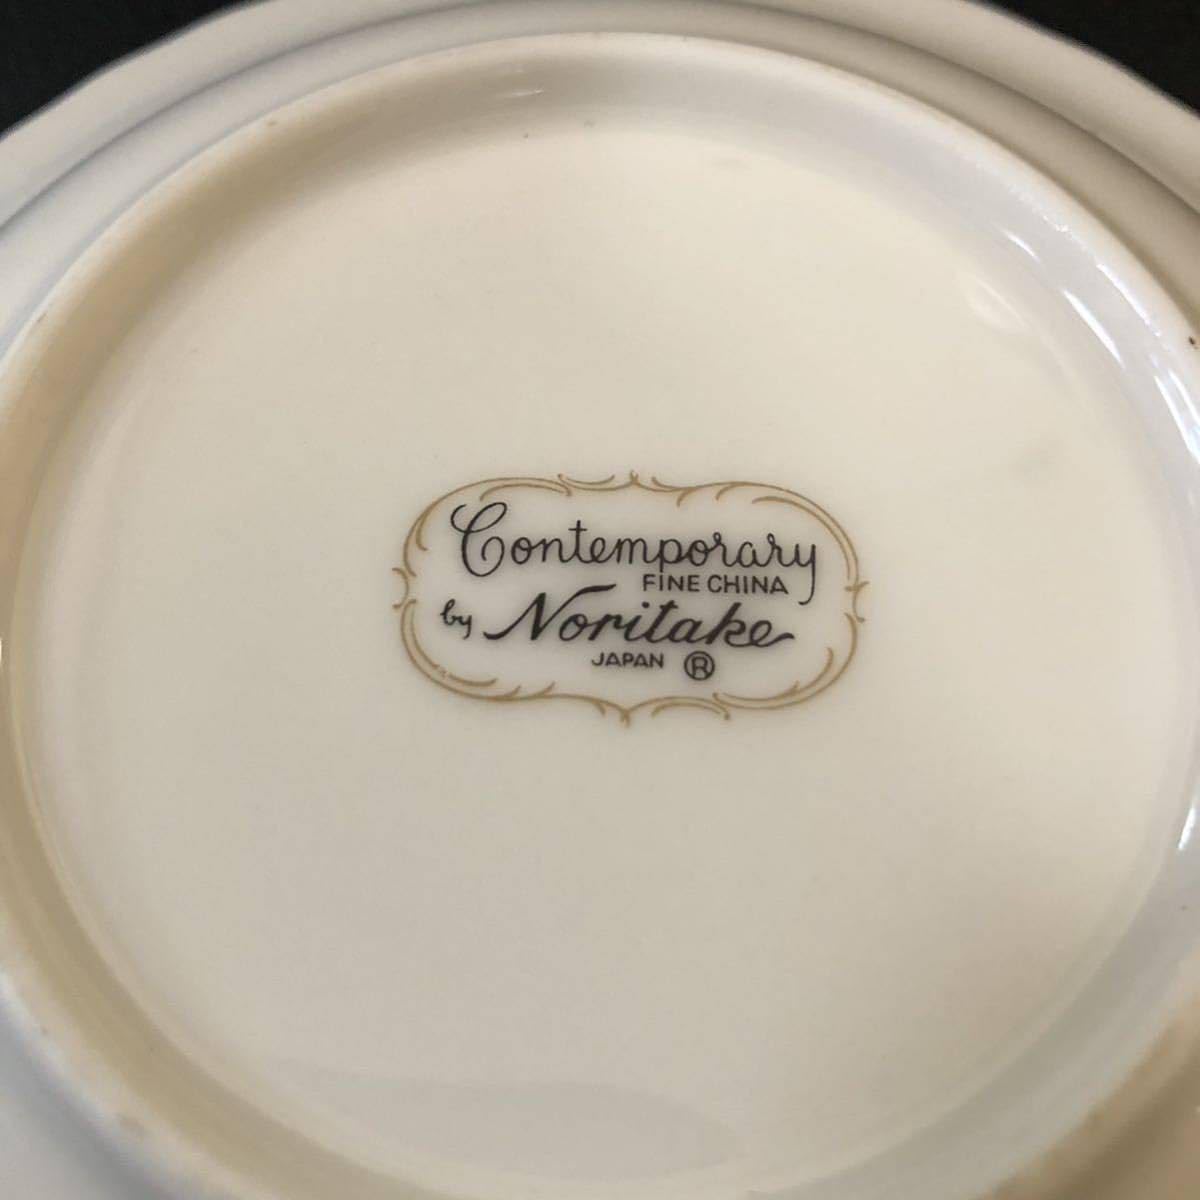 Contemporary
FINE CHINA
by Noritake
JAPAN ®